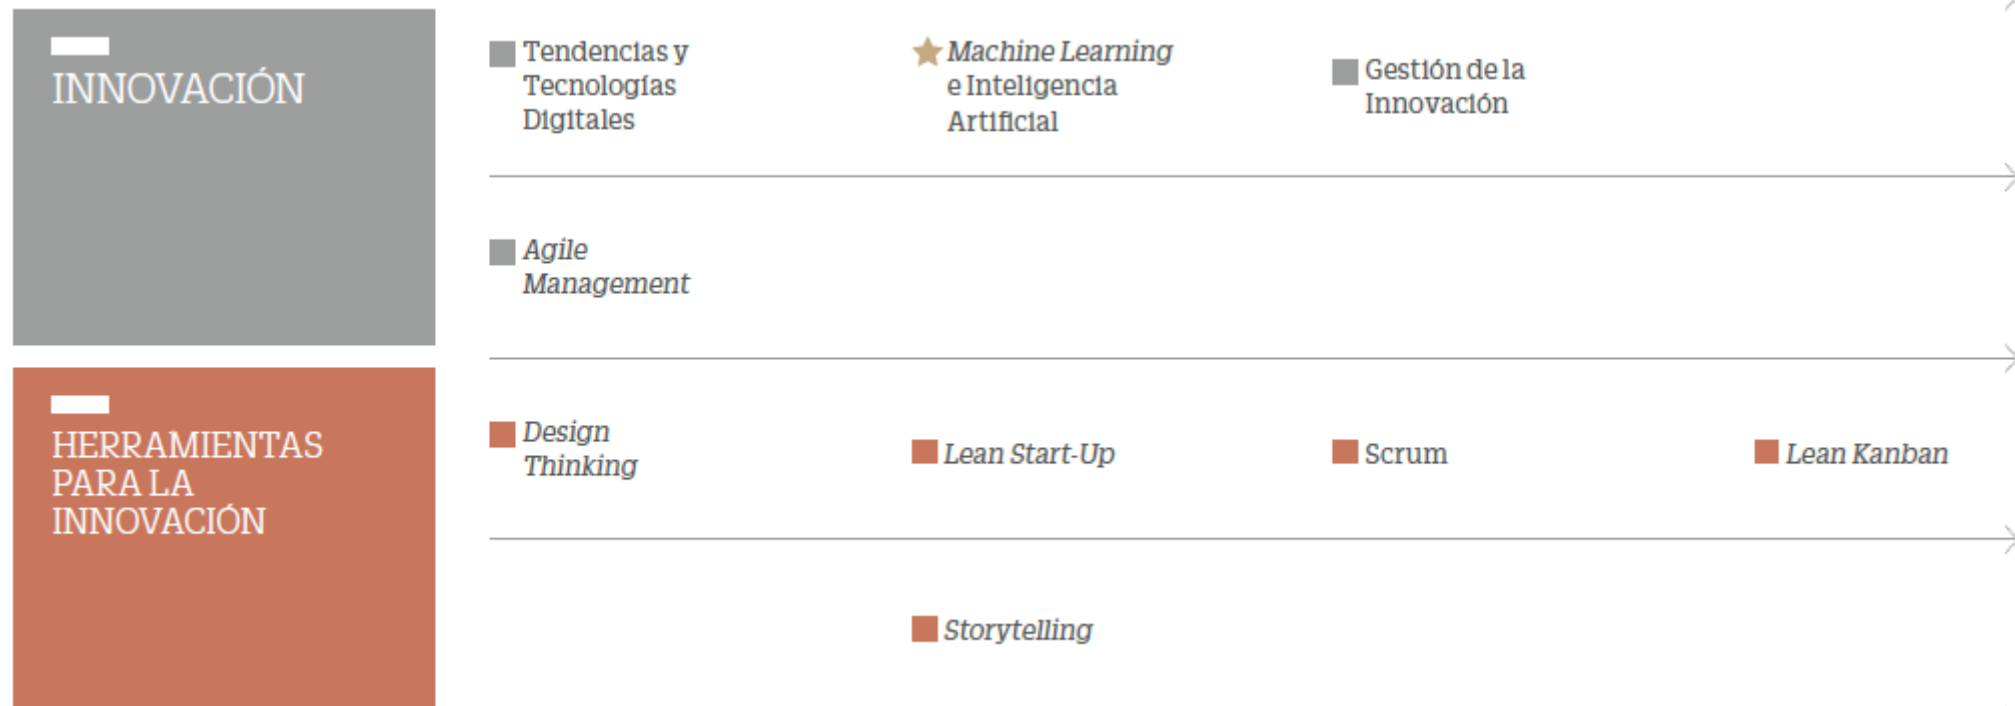 INNOVACIÓN
Tendencias y
Tecnologías
Digitales
Machine Learning
e Inteligencia
Artificial
Gestión de la
Innovación
Agile
Management
HERRAMIENTAS
PARA LA
INNOVACIÓN
Design
Thinking
Lean Start-Up
Scrum
Lean Kanban
Storytelling